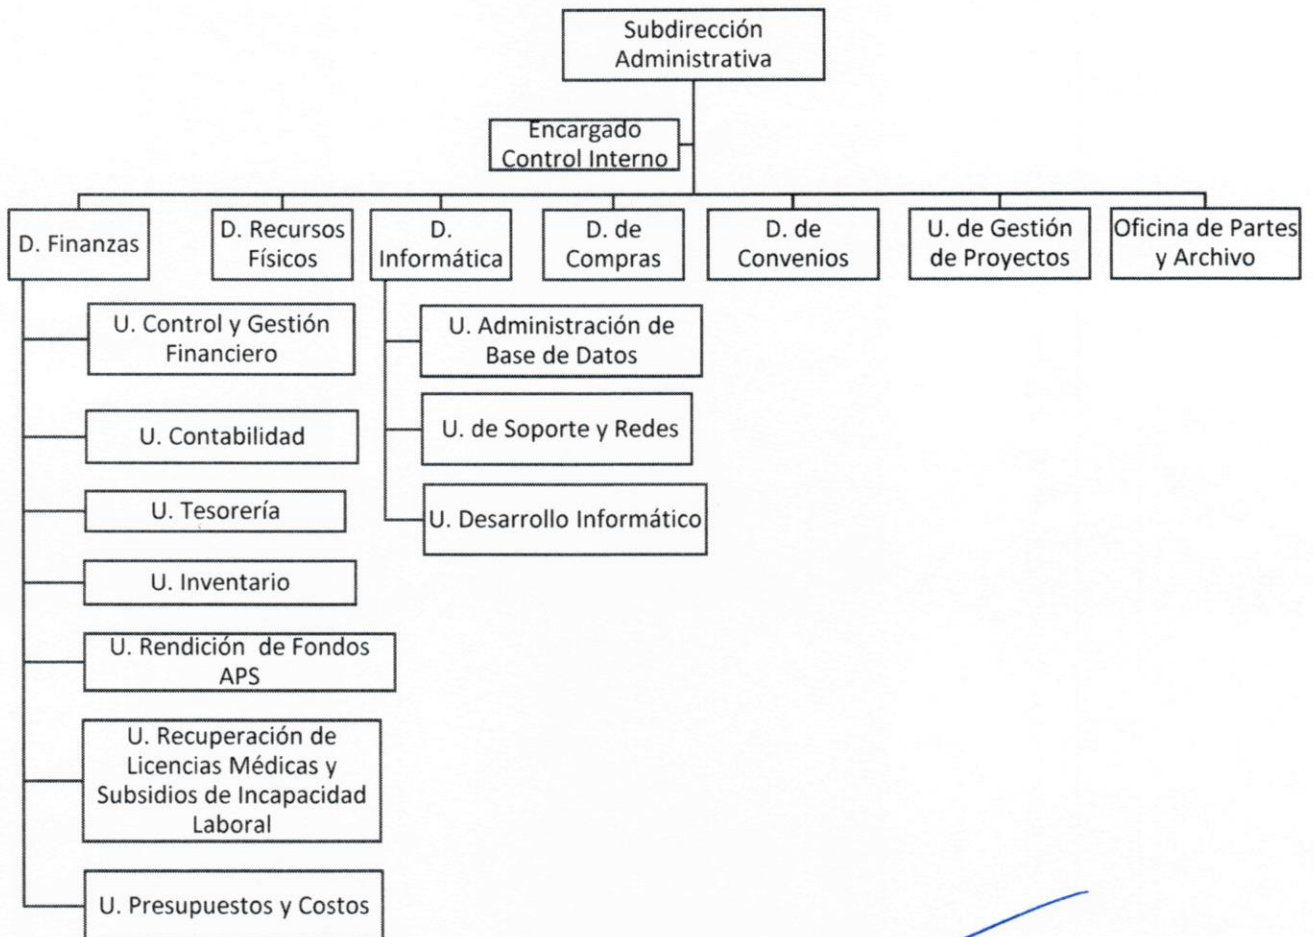 Subdirección
Administrativa
Encargado
Control Interno
D. Finanzas
D. Recursos
Físicos
D.
Informática
D. de
Compras
D. de
Convenios
U. de Gestión
de Proyectos
Oficina de Partes
y Archivo
U. Control y Gestión
Financiero
U. Contabilidad
U. Tesorería
U. Inventario
U. Rendición de Fondos
APS
U. Recuperación de
Licencias Médicas y
Subsidios de Incapacidad
Laboral
U. Presupuestos y Costos
U. Administración de
Base de Datos
U. de Soporte y Redes
U. Desarrollo Informático